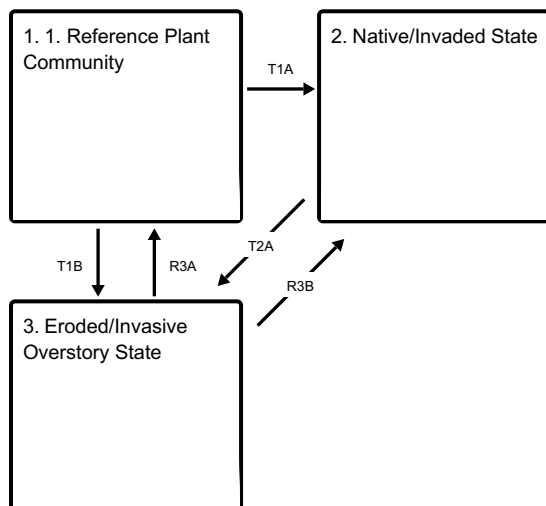 1. 1. Reference Plant
Community
2. Native/Invaded State
T1A
T1B
R3A
T2A
R3B
3. Eroded/Invasive
Overstory State